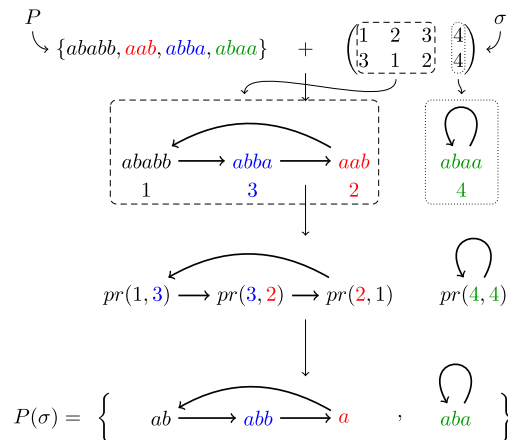 P σ
{ababb, aab, abba, abaa} + (1 2 3 4
3 1 2 4)
ababb abba aab abaa
1 3 2 4
pr(1, 3) pr(3, 2) pr(2, 1) pr(4, 4)
P(σ) = { ab abb a , aba }